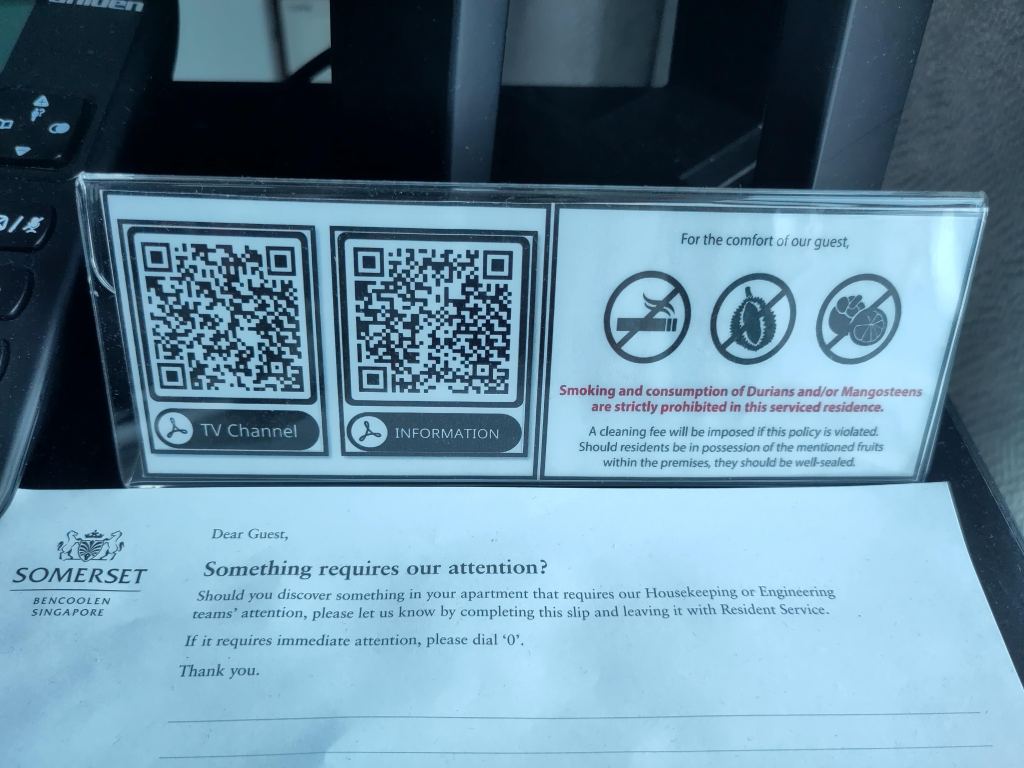 uniden
TV Channel
INFORMATION
For the comfort of our guest,
Smoking and consumption of Durians and/or Mangosteens
are strictly prohibited in this serviced residence.
A cleaning fee will be imposed if this policy is violated.
Should residents be in possession of the mentioned fruits
within the premises, they should be well-sealed.
SOMERSET
BENCOOLEN
SINGAPORE
Dear Guest,
Something requires our attention?
Should you discover something in your apartment that requires our Housekeeping or Engineering
teams’ attention, please let us know by completing this slip and leaving it with Resident Service.
If it requires immediate attention, please dial ‘0’.
Thank you.